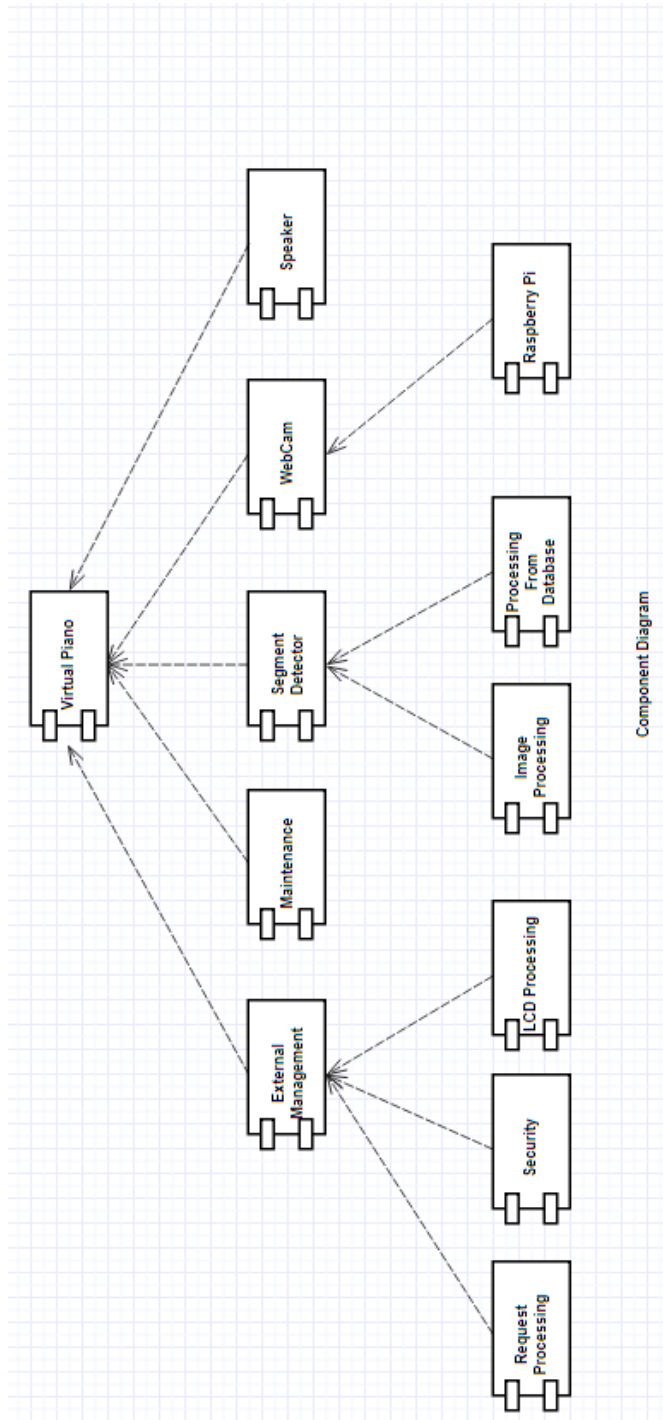 Virtual Piano
External
Management
Maintenance
Segment
Detector
WebCam
Speaker
Request
Processing
Security
LCD Processing
Image
Processing
Processing
From
Database
Raspberry Pi
Component Diagram